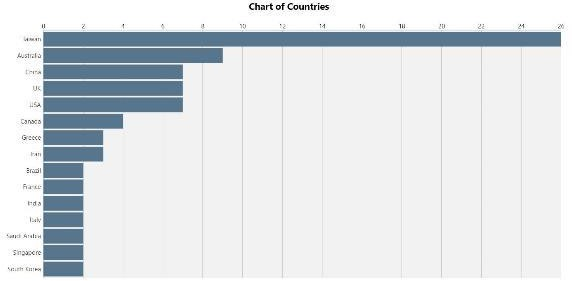 Chart of Countries
0 2 4 6 8 10 12 14 16 18 20 22 24 26
Taiwan
Australia
China
UK
USA
Canada
Greece
Iran
Brazil
France
India
Italy
Saudi Arabia
Singapore
South Korea